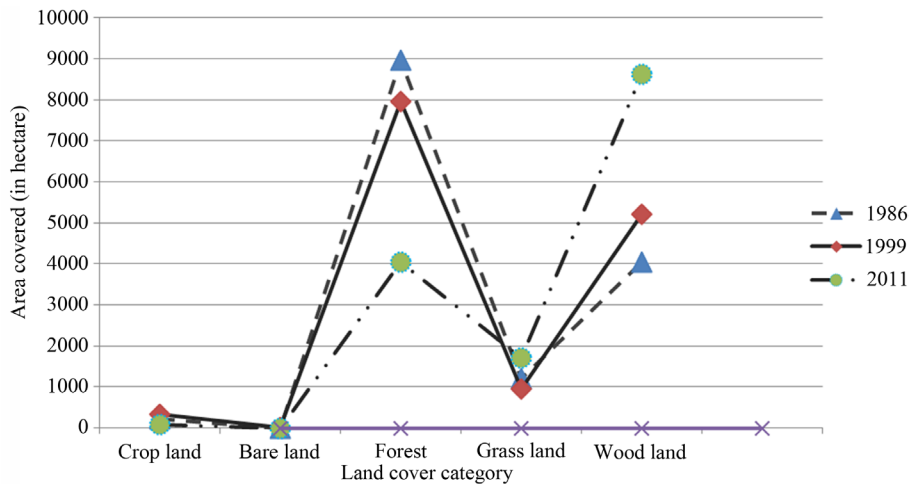 10000
9000
8000
7000
6000
5000
4000
3000
2000
1000
0
Area covered (in hectare)
Crop land
Bare land
Forest
Grass land
Wood land
Land cover category
1986
1999
2011